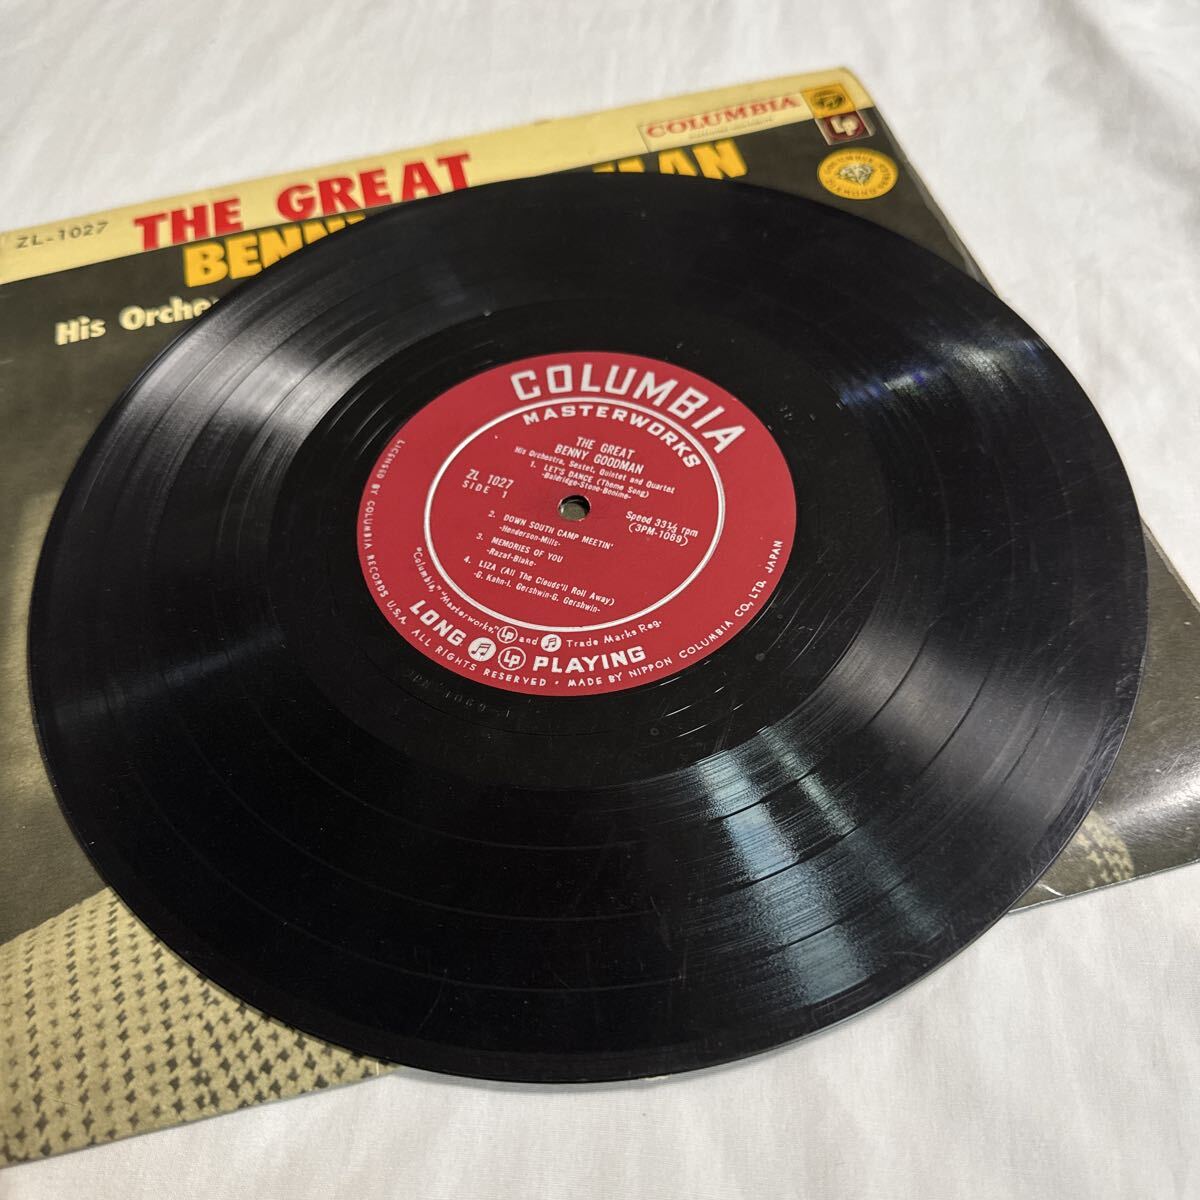 COLUMBIA
LP
ZL-1027
THE GREAT
BENN
MAN
His Orche
COLUMBIA
MASTERWORKS
THE GREAT
BENNY GOODMAN
His Orchestra, Sextet, Quintet and Quartet
ZL 1027
SIDE 1
1. LET'S DANCE (Theme Song)
-Baldridge-Stone-Bonime-
Speed 33⅓ rpm
(3PM-1089)
2. DOWN SOUTH CAMP MEETIN'
-Henderson-Mills-
3. MEMORIES OF YOU
-Razaf-Blake-
4. LIZA (All The Clouds'll Roll Away)
-G. Kahn-I. Gershwin-G. Gershwin-
"Columbia," "Masterworks," LP and Trade Marks Reg.
LONG LP PLAYING
LICENSED BY COLUMBIA RECORDS U.S.A. ALL RIGHTS RESERVED • MADE BY NIPPON COLUMBIA CO., LTD. JAPAN